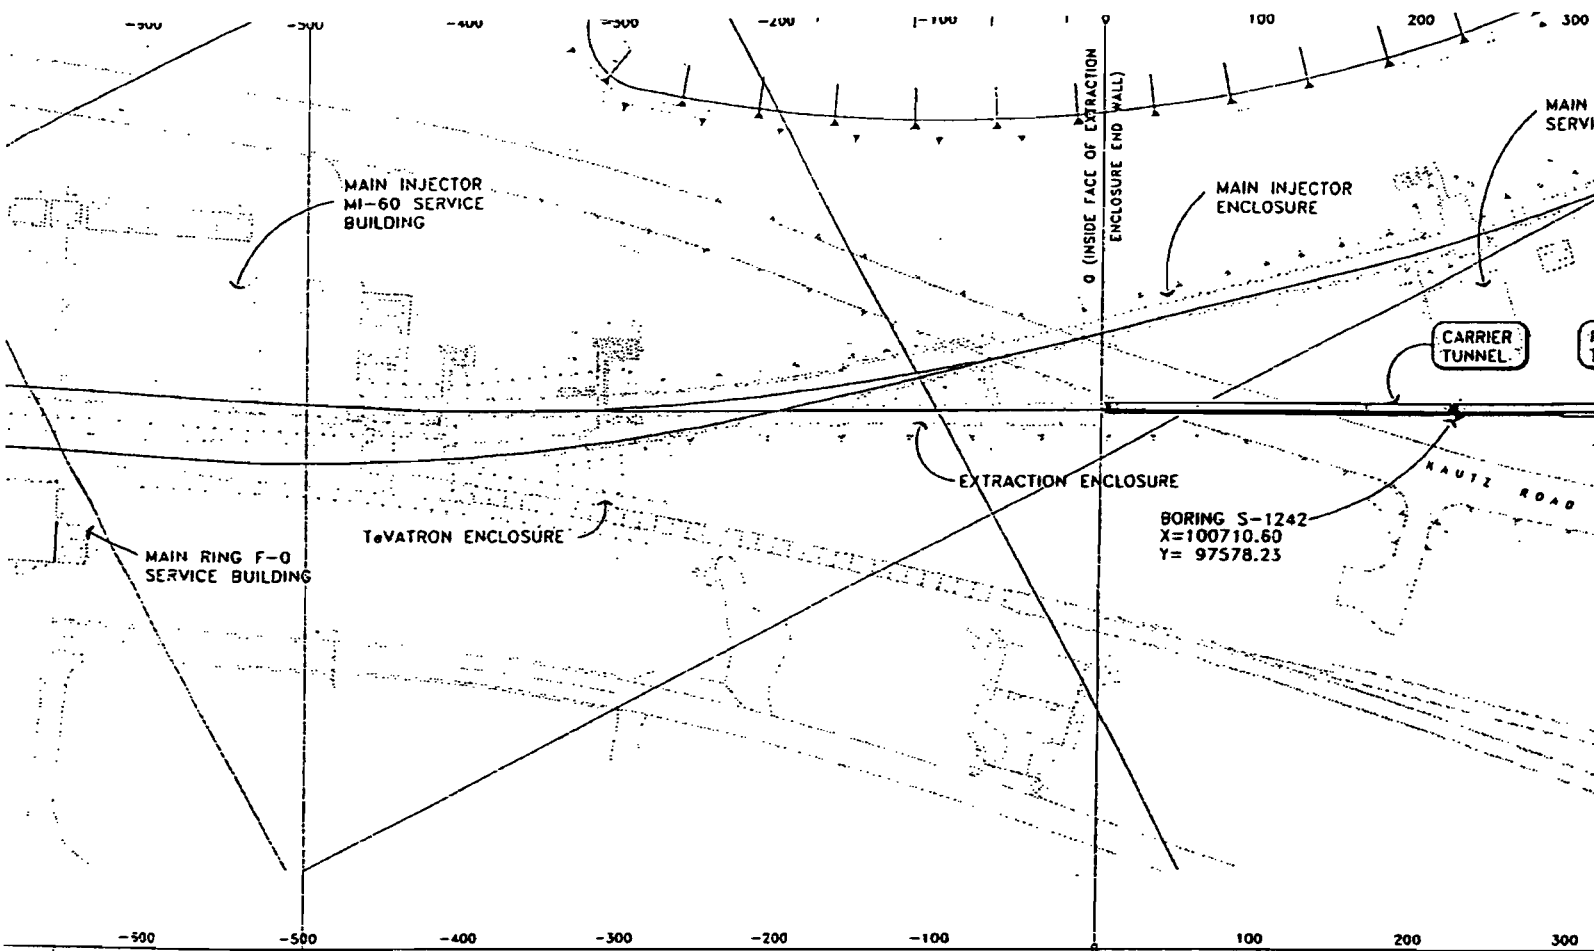 -500 -400 -300 -200 -100 0 100 200 300
0 (INSIDE FACE OF EXTRACTION
ENCLOSURE END WALL)
MAIN
MAIN INJECTOR
MI-60 SERVICE
BUILDING
MAIN INJECTOR
ENCLOSURE
CARRIER
TUNNEL
EXTRACTION ENCLOSURE
KAUTZ ROAD
TeVATRON ENCLOSURE
BORING S-1242
X=100710.60
Y= 97578.23
MAIN RING F-0
SERVICE BUILDING
-500 -500 -400 -300 -200 -100 0 100 200 300